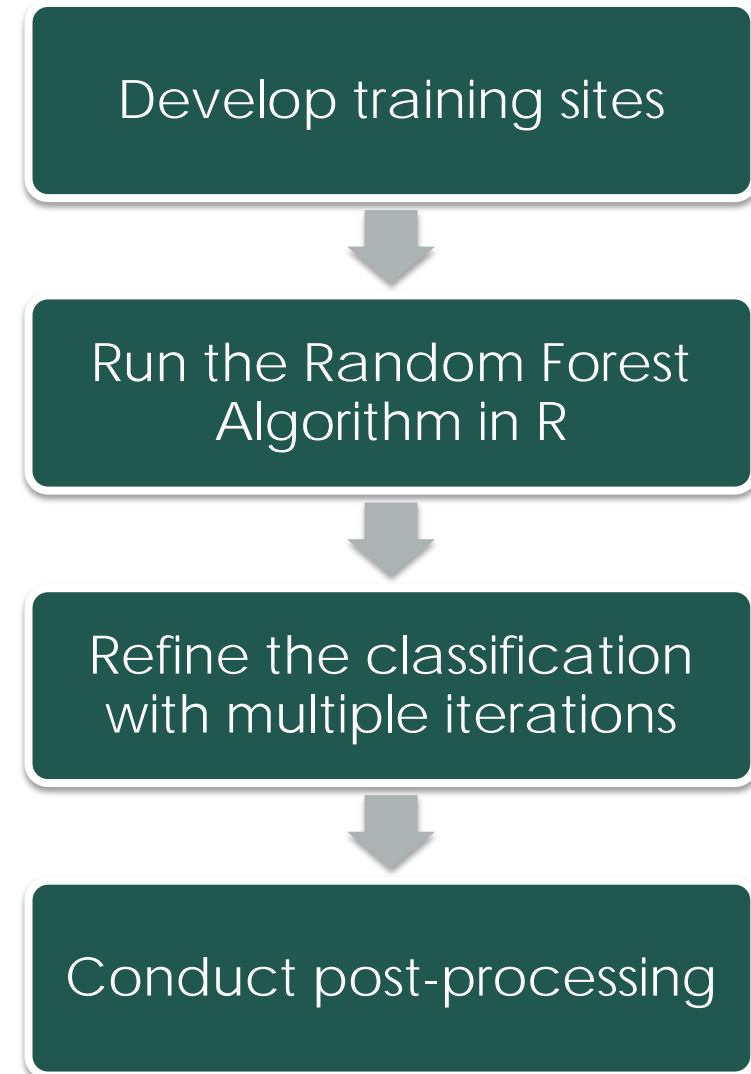 Develop training sites
Run the Random Forest
Algorithm in R
Refine the classification
with multiple iterations
Conduct post-processing